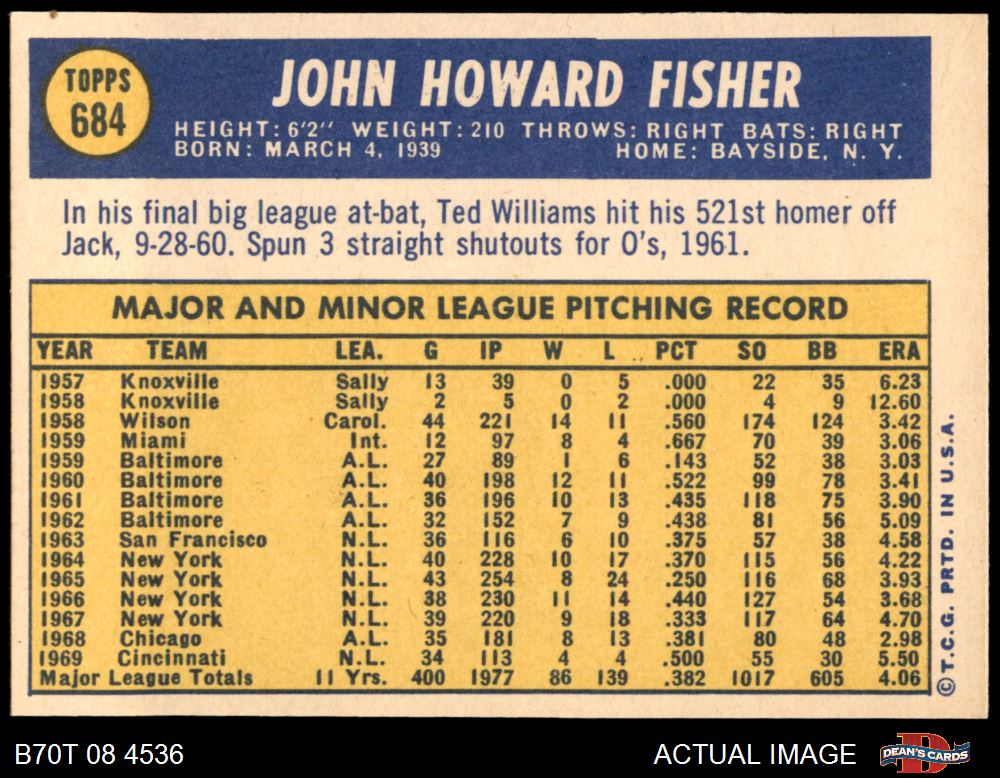 TOPPS
684
JOHN HOWARD FISHER
HEIGHT: 6'2" WEIGHT: 210 THROWS: RIGHT BATS: RIGHT
BORN: MARCH 4, 1939 HOME: BAYSIDE, N. Y.
In his final big league at-bat, Ted Williams hit his 521st homer off
Jack, 9-28-60. Spun 3 straight shutouts for O's, 1961.
MAJOR AND MINOR LEAGUE PITCHING RECORD
YEAR TEAM LEA. G IP W L PCT SO BB ERA
1957 Knoxville Sally 13 39 0 5 .000 22 35 6.23
1958 Knoxville Sally 2 5 0 2 .000 4 9 12.60
1958 Wilson Carol. 44 221 14 11 .560 174 124 3.42
1959 Miami Int. 12 97 8 4 .667 70 39 3.06
1959 Baltimore A.L. 27 89 1 6 .143 52 38 3.03
1960 Baltimore A.L. 40 198 12 11 .522 99 78 3.41
1961 Baltimore A.L. 36 196 10 13 .435 118 75 3.90
1962 Baltimore A.L. 32 152 7 9 .438 81 56 5.09
1963 San Francisco N.L. 36 116 6 10 .375 57 38 4.58
1964 New York N.L. 40 228 10 17 .370 115 56 4.22
1965 New York N.L. 43 254 8 24 .250 116 68 3.93
1966 New York N.L. 38 230 11 14 .440 127 54 3.68
1967 New York N.L. 39 220 9 18 .333 117 64 4.70
1968 Chicago A.L. 35 181 8 13 .381 80 48 2.98
1969 Cincinnati N.L. 34 113 4 4 .500 55 30 5.50
Major League Totals 11 Yrs. 400 1977 86 139 .382 1017 605 4.06
© T.C.G. PRTD. IN U.S.A.
B70T 08 4536 ACTUAL IMAGE
D
DEAN'S CARDS